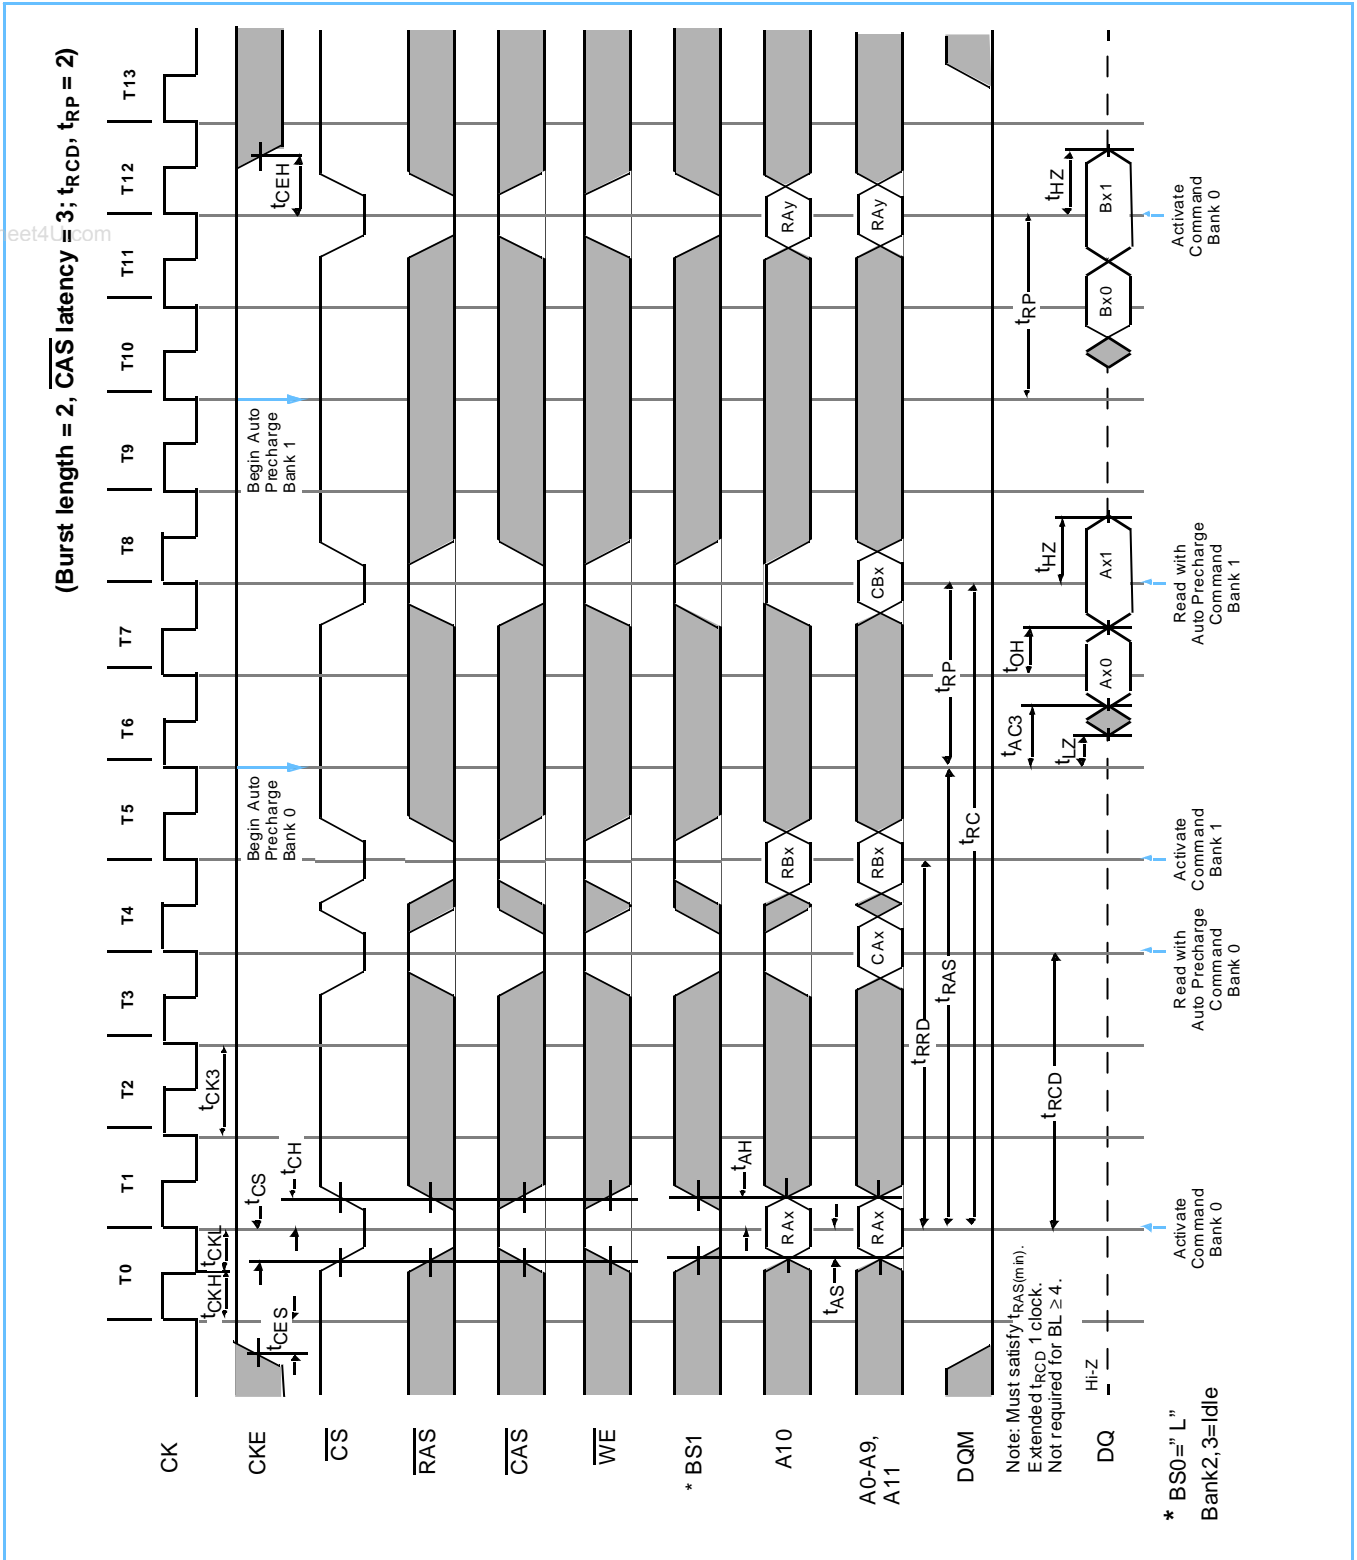 (Burst length = 2, CAS latency = 3; tRCD, tRP = 2)
T0 T1 T2 T3 T4 T5 T6 T7 T8 T9 T10 T11 T12 T13
CK
tCKH tCKL tCK3
CKE
tCES tCS tCH
Begin Auto
Precharge
Bank 0
Begin Auto
Precharge
Bank 1
tCEH
CS
RAS
CAS
WE
* BS1
tAH
A10
RAx RBx RAy
A0-A9,
A11
RAx CAx RBx CBx RAy
tAS
tRRD
DQM
tRAS tRP
tRC
Note: Must satisfy tRAS(min).
Extended tRCD 1 clock.
Not required for BL ≥ 4.
tRCD
tAC3 tOH tHZ tRP tHZ
tLZ
DQ
Hi-Z
Ax0 Ax1 Bx0 Bx1
Activate
Command
Bank 0
Read with
Auto Precharge
Command
Bank 0
Activate
Command
Bank 1
Read with
Auto Precharge
Command
Bank 1
Activate
Command
Bank 0
* BS0=" L"
Bank2,3=Idle
eet4U.com